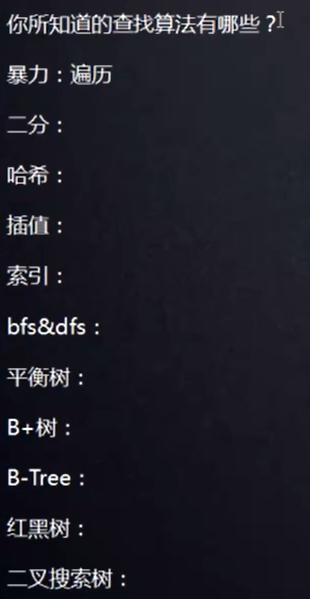 你所知道的查找算法有哪些？
暴力：遍历
二分：
哈希：
插值：
索引：
bfs&dfs：
平衡树：
B+树：
B-Tree：
红黑树：
二叉搜索树：